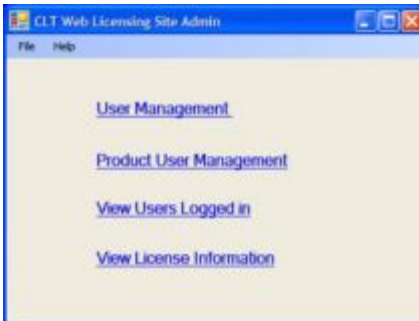 CLT Web Licensing Site Admin
File Help
User Management
Product User Management
View Users Logged in
View License Information